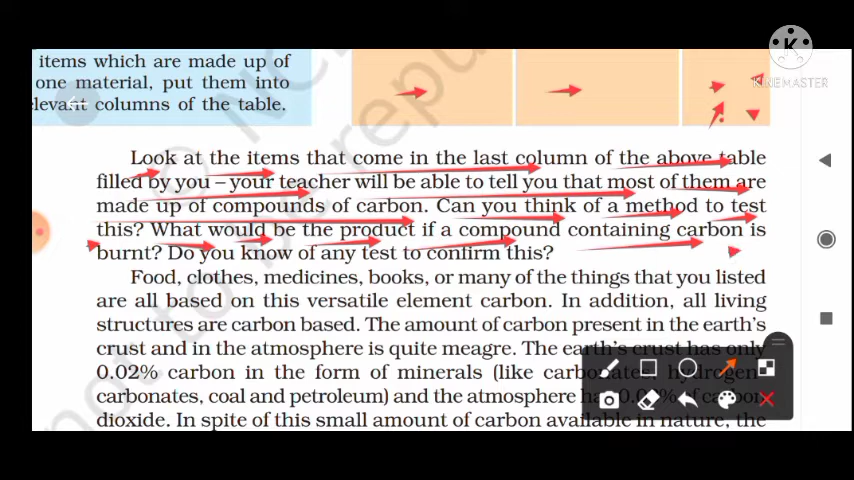 items which are made up of
one material, put them into
relevant columns of the table.
K
KINEMASTER
Look at the items that come in the last column of the above table
filled by you – your teacher will be able to tell you that most of them are
made up of compounds of carbon. Can you think of a method to test
this? What would be the product if a compound containing carbon is
burnt? Do you know of any test to confirm this?
Food, clothes, medicines, books, or many of the things that you listed
are all based on this versatile element carbon. In addition, all living
structures are carbon based. The amount of carbon present in the earth's
crust and in the atmosphere is quite meagre. The earth's crust has only
0.02% carbon in the form of minerals (like carbonates, hydrogen
carbonates, coal and petroleum) and the atmosphere of carbon
dioxide. In spite of this small amount of carbon available in nature, the
not to be repu
© NC